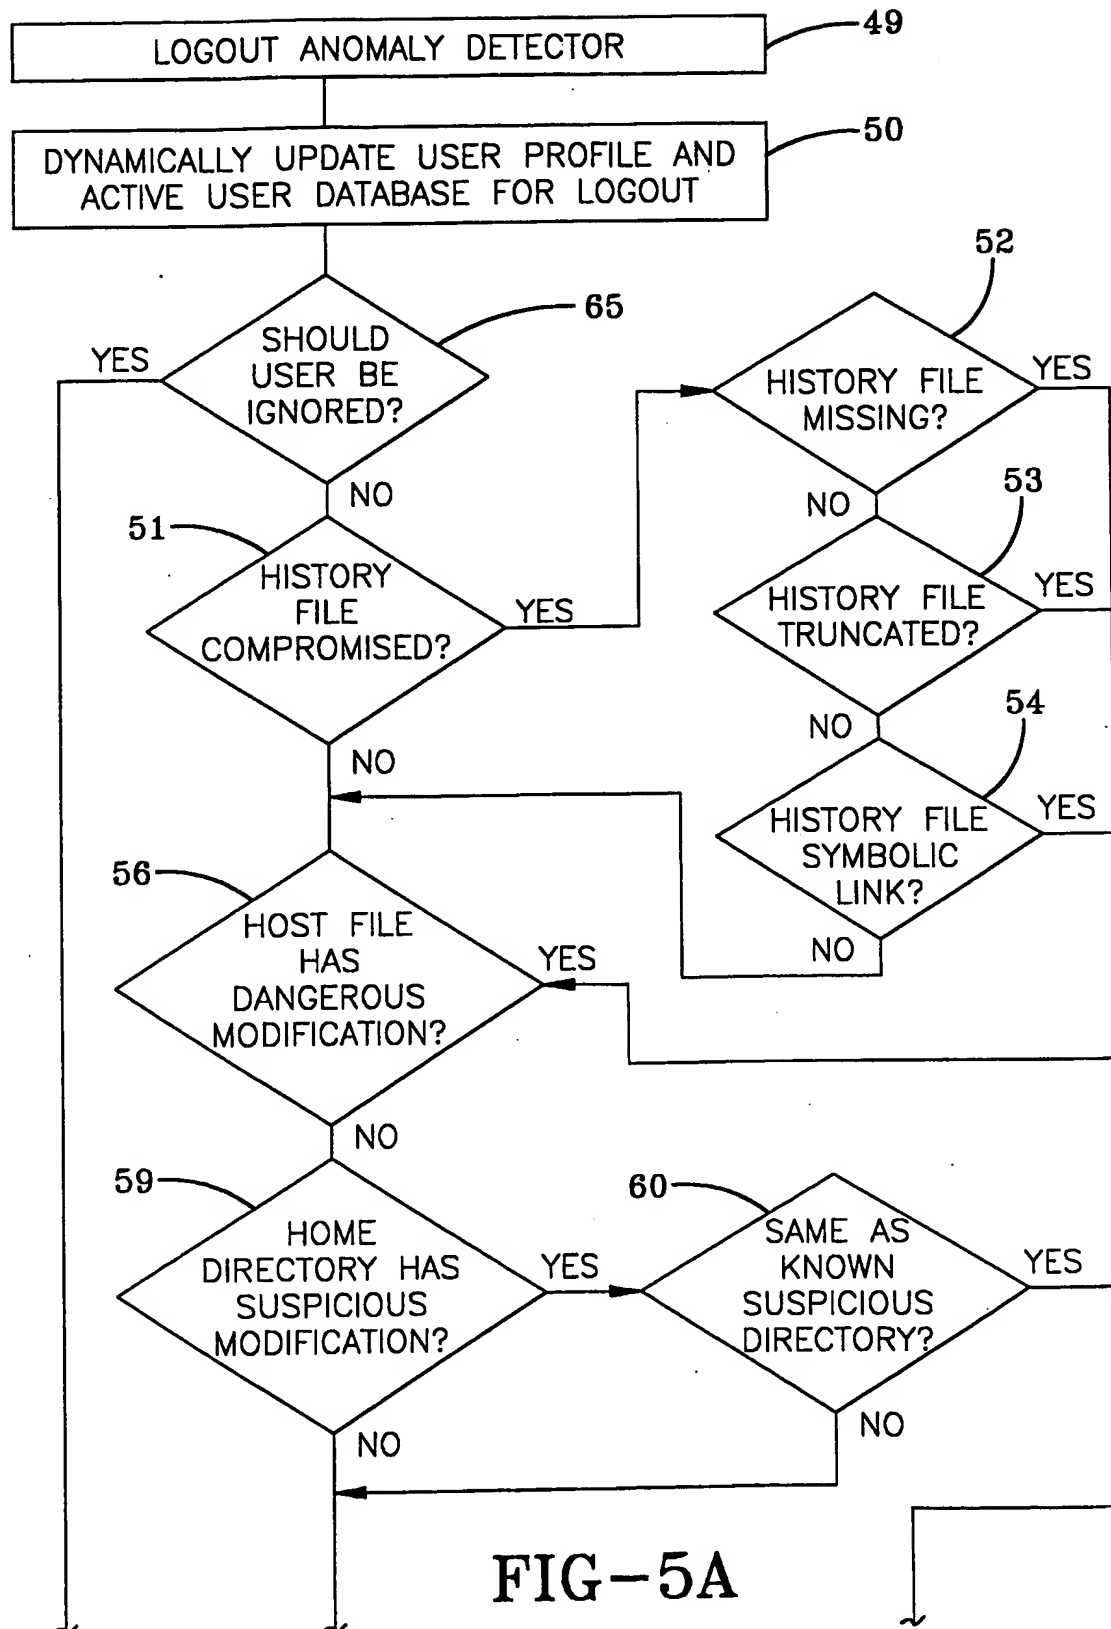 LOGOUT ANOMALY DETECTOR
49
DYNAMICALLY UPDATE USER PROFILE AND
ACTIVE USER DATABASE FOR LOGOUT
50
SHOULD
USER BE
IGNORED?
65
YES
NO
51
HISTORY
FILE
COMPROMISED?
YES
NO
52
HISTORY FILE
MISSING?
YES
NO
53
HISTORY FILE
TRUNCATED?
YES
NO
54
HISTORY FILE
SYMBOLIC
LINK?
YES
NO
56
HOST FILE
HAS
DANGEROUS
MODIFICATION?
YES
NO
59
HOME
DIRECTORY HAS
SUSPICIOUS
MODIFICATION?
YES
NO
60
SAME AS
KNOWN
SUSPICIOUS
DIRECTORY?
YES
NO
FIG-5A